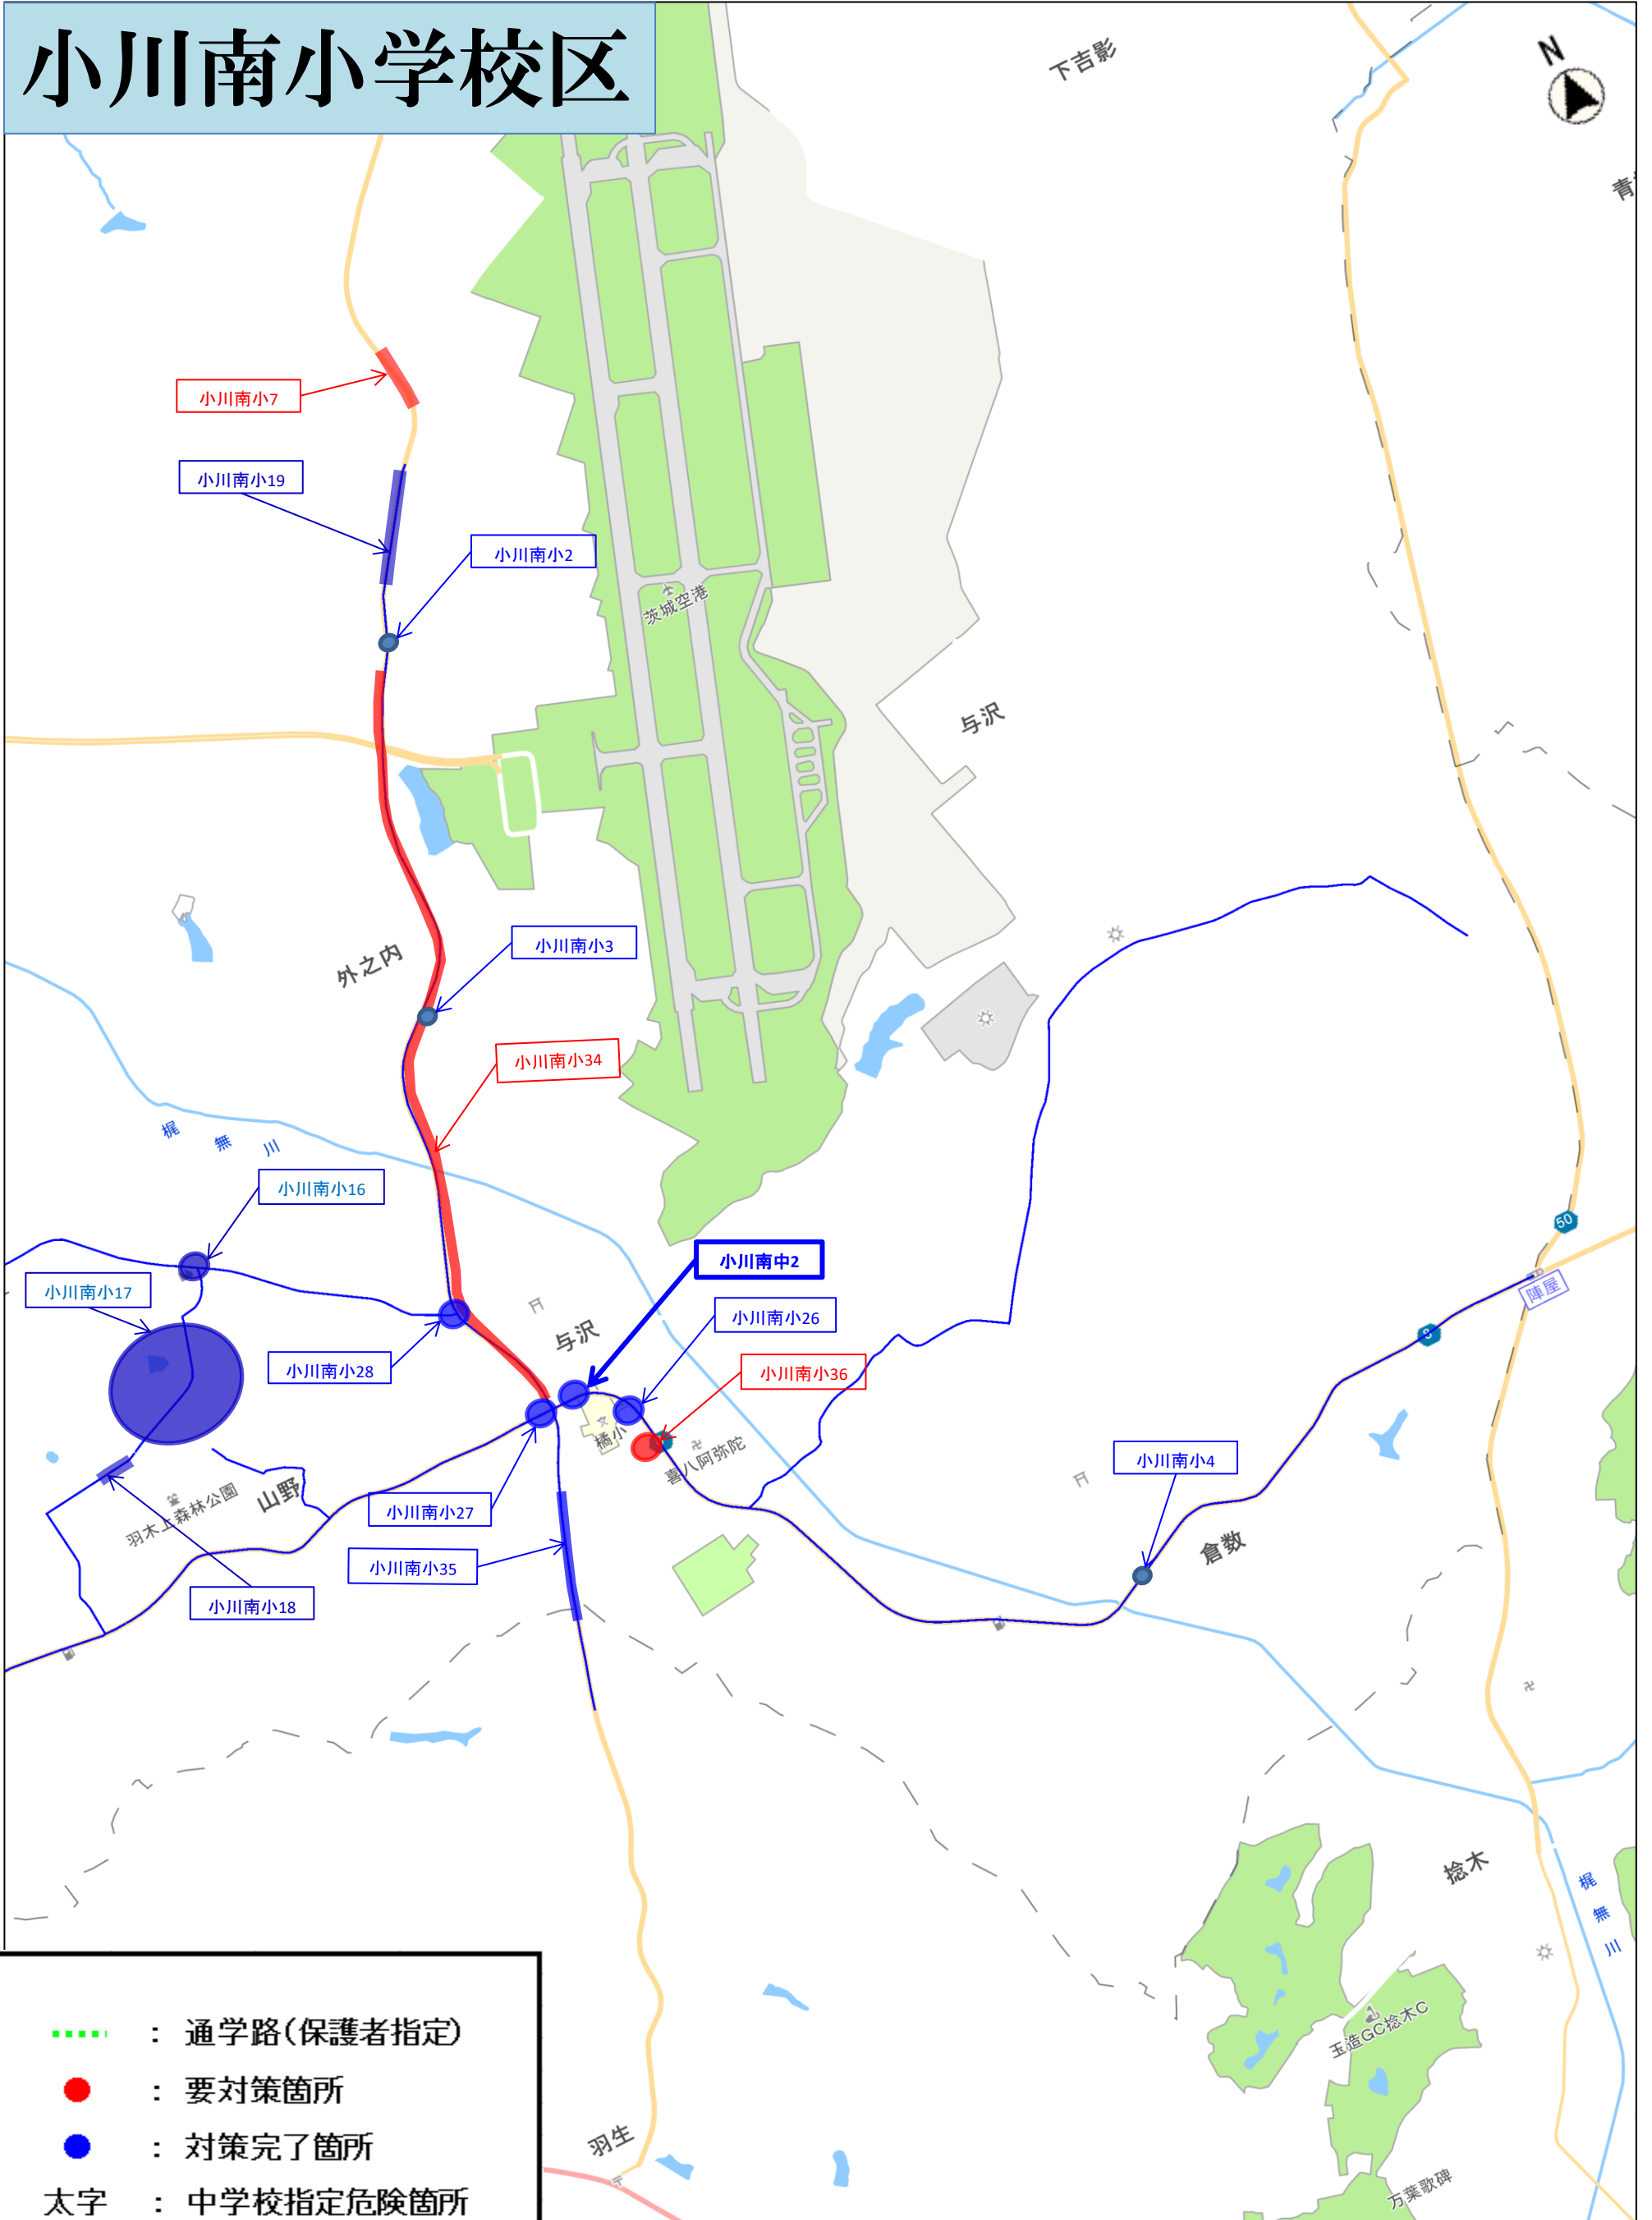 小川南小学校区
N
下吉影
小川南小7
小川南小19
小川南小2
茨城空港
与沢
小川南小3
外之内
小川南小34
梶無川
小川南小16
小川南中2
50
小川南小17
小川南小26
陣屋
与沢
8
小川南小28
小川南小36
橘小
喜八阿弥陀
小川南小4
山野
羽木上森林公園
小川南小27
倉数
小川南小35
小川南小18
捻木
梶無川
玉造GC捻木C
羽生
万葉歌碑
：通学路(保護者指定)
：要対策箇所
：対策完了箇所
太字：中学校指定危険箇所